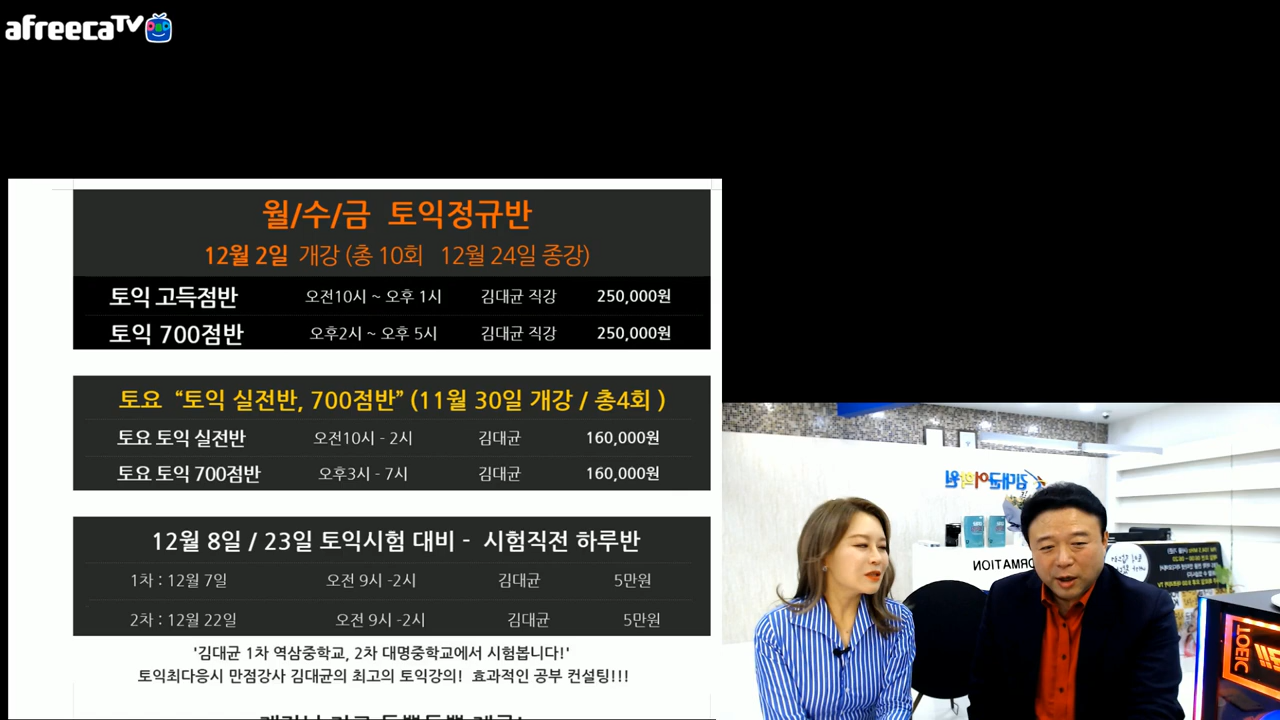 afreecaTV
월/수/금 토익정규반
12월 2일 개강 (총 10회 12월 24일 종강)
토익 고득점반 오전10시 ~ 오후 1시 김대균 직강 250,000원
토익 700점반 오후2시 ~ 오후 5시 김대균 직강 250,000원
토요 “토익 실전반, 700점반” (11월 30일 개강 / 총4회 )
토요 토익 실전반 오전10시 - 2시 김대균 160,000원
토요 토익 700점반 오후3시 - 7시 김대균 160,000원
12월 8일 / 23일 토익시험 대비 - 시험직전 하루반
1차 : 12월 7일 오전 9시 -2시 김대균 5만원
2차 : 12월 22일 오전 9시 -2시 김대균 5만원
'김대균 1차 역삼중학교, 2차 대명중학교에서 시험봅니다!'
토익최다응시 만점강사 김대균의 최고의 토익강의! 효과적인 공부 컨설팅!!!
김대균어학원
ORMATION
TOEIC